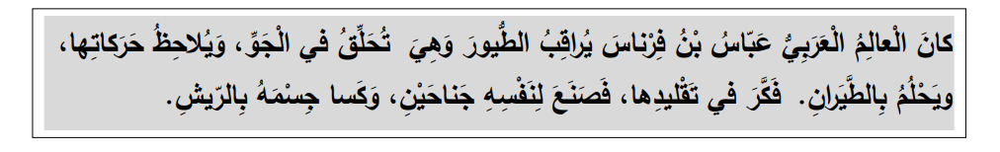 كانَ الْعالِمُ الْعَرَبِيُّ عَبّاسُ بْنُ فِرْناسَ يُراقِبُ الطُّيورَ وَهِيَ تُحَلِّقُ في الْجَوِّ، وَيُلاحِظُ حَرَكاتِها،
ويَحْلُمُ بِالطَّيَرانِ. فَكَّرَ في تَقْليدِها، فَصَنَعَ لِنَفْسِهِ جَناحَيْنِ، وَكَسا جِسْمَهُ بِالرّيشِ.